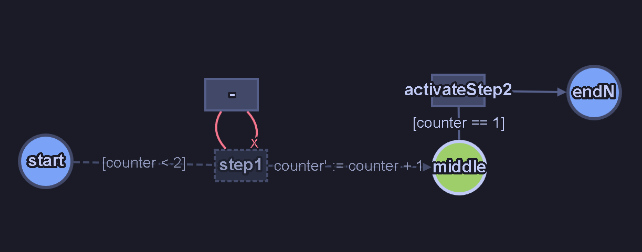 -
activateStep2
endN
[counter == 1]
x
start
[counter < 2]
step1
counter' := counter + 1
middle